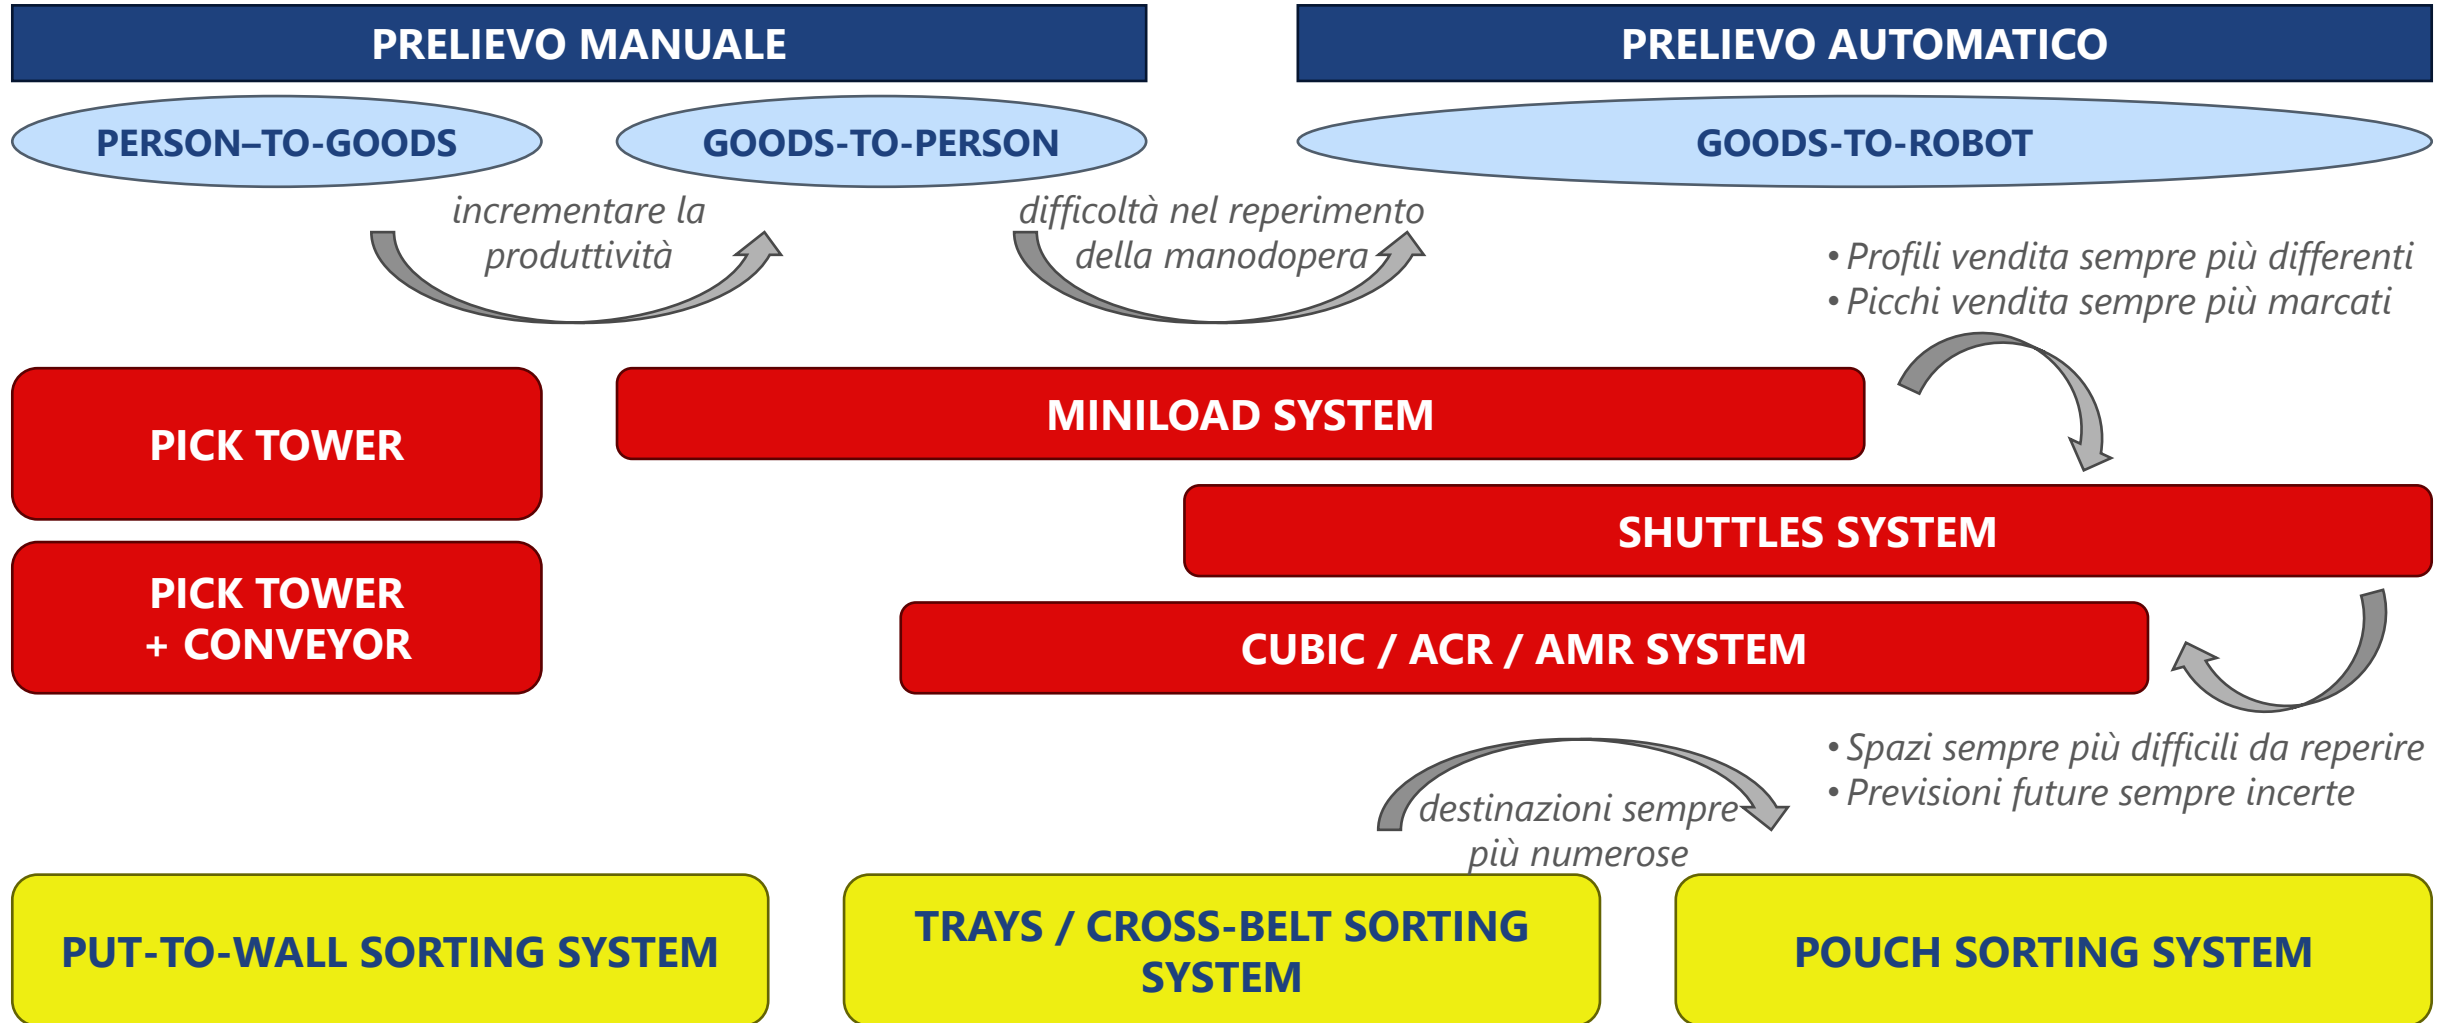 PRELIEVO MANUALE
PRELIEVO AUTOMATICO
PERSON–TO-GOODS
GOODS-TO-PERSON
GOODS-TO-ROBOT
incrementare la
produttività
difficoltà nel reperimento
della manodopera
• Profili vendita sempre più differenti
• Picchi vendita sempre più marcati
PICK TOWER
MINILOAD SYSTEM
SHUTTLES SYSTEM
PICK TOWER
+ CONVEYOR
CUBIC / ACR / AMR SYSTEM
• Spazi sempre più difficili da reperire
• Previsioni future sempre incerte
destinazioni sempre
più numerose
PUT-TO-WALL SORTING SYSTEM
TRAYS / CROSS-BELT SORTING
SYSTEM
POUCH SORTING SYSTEM